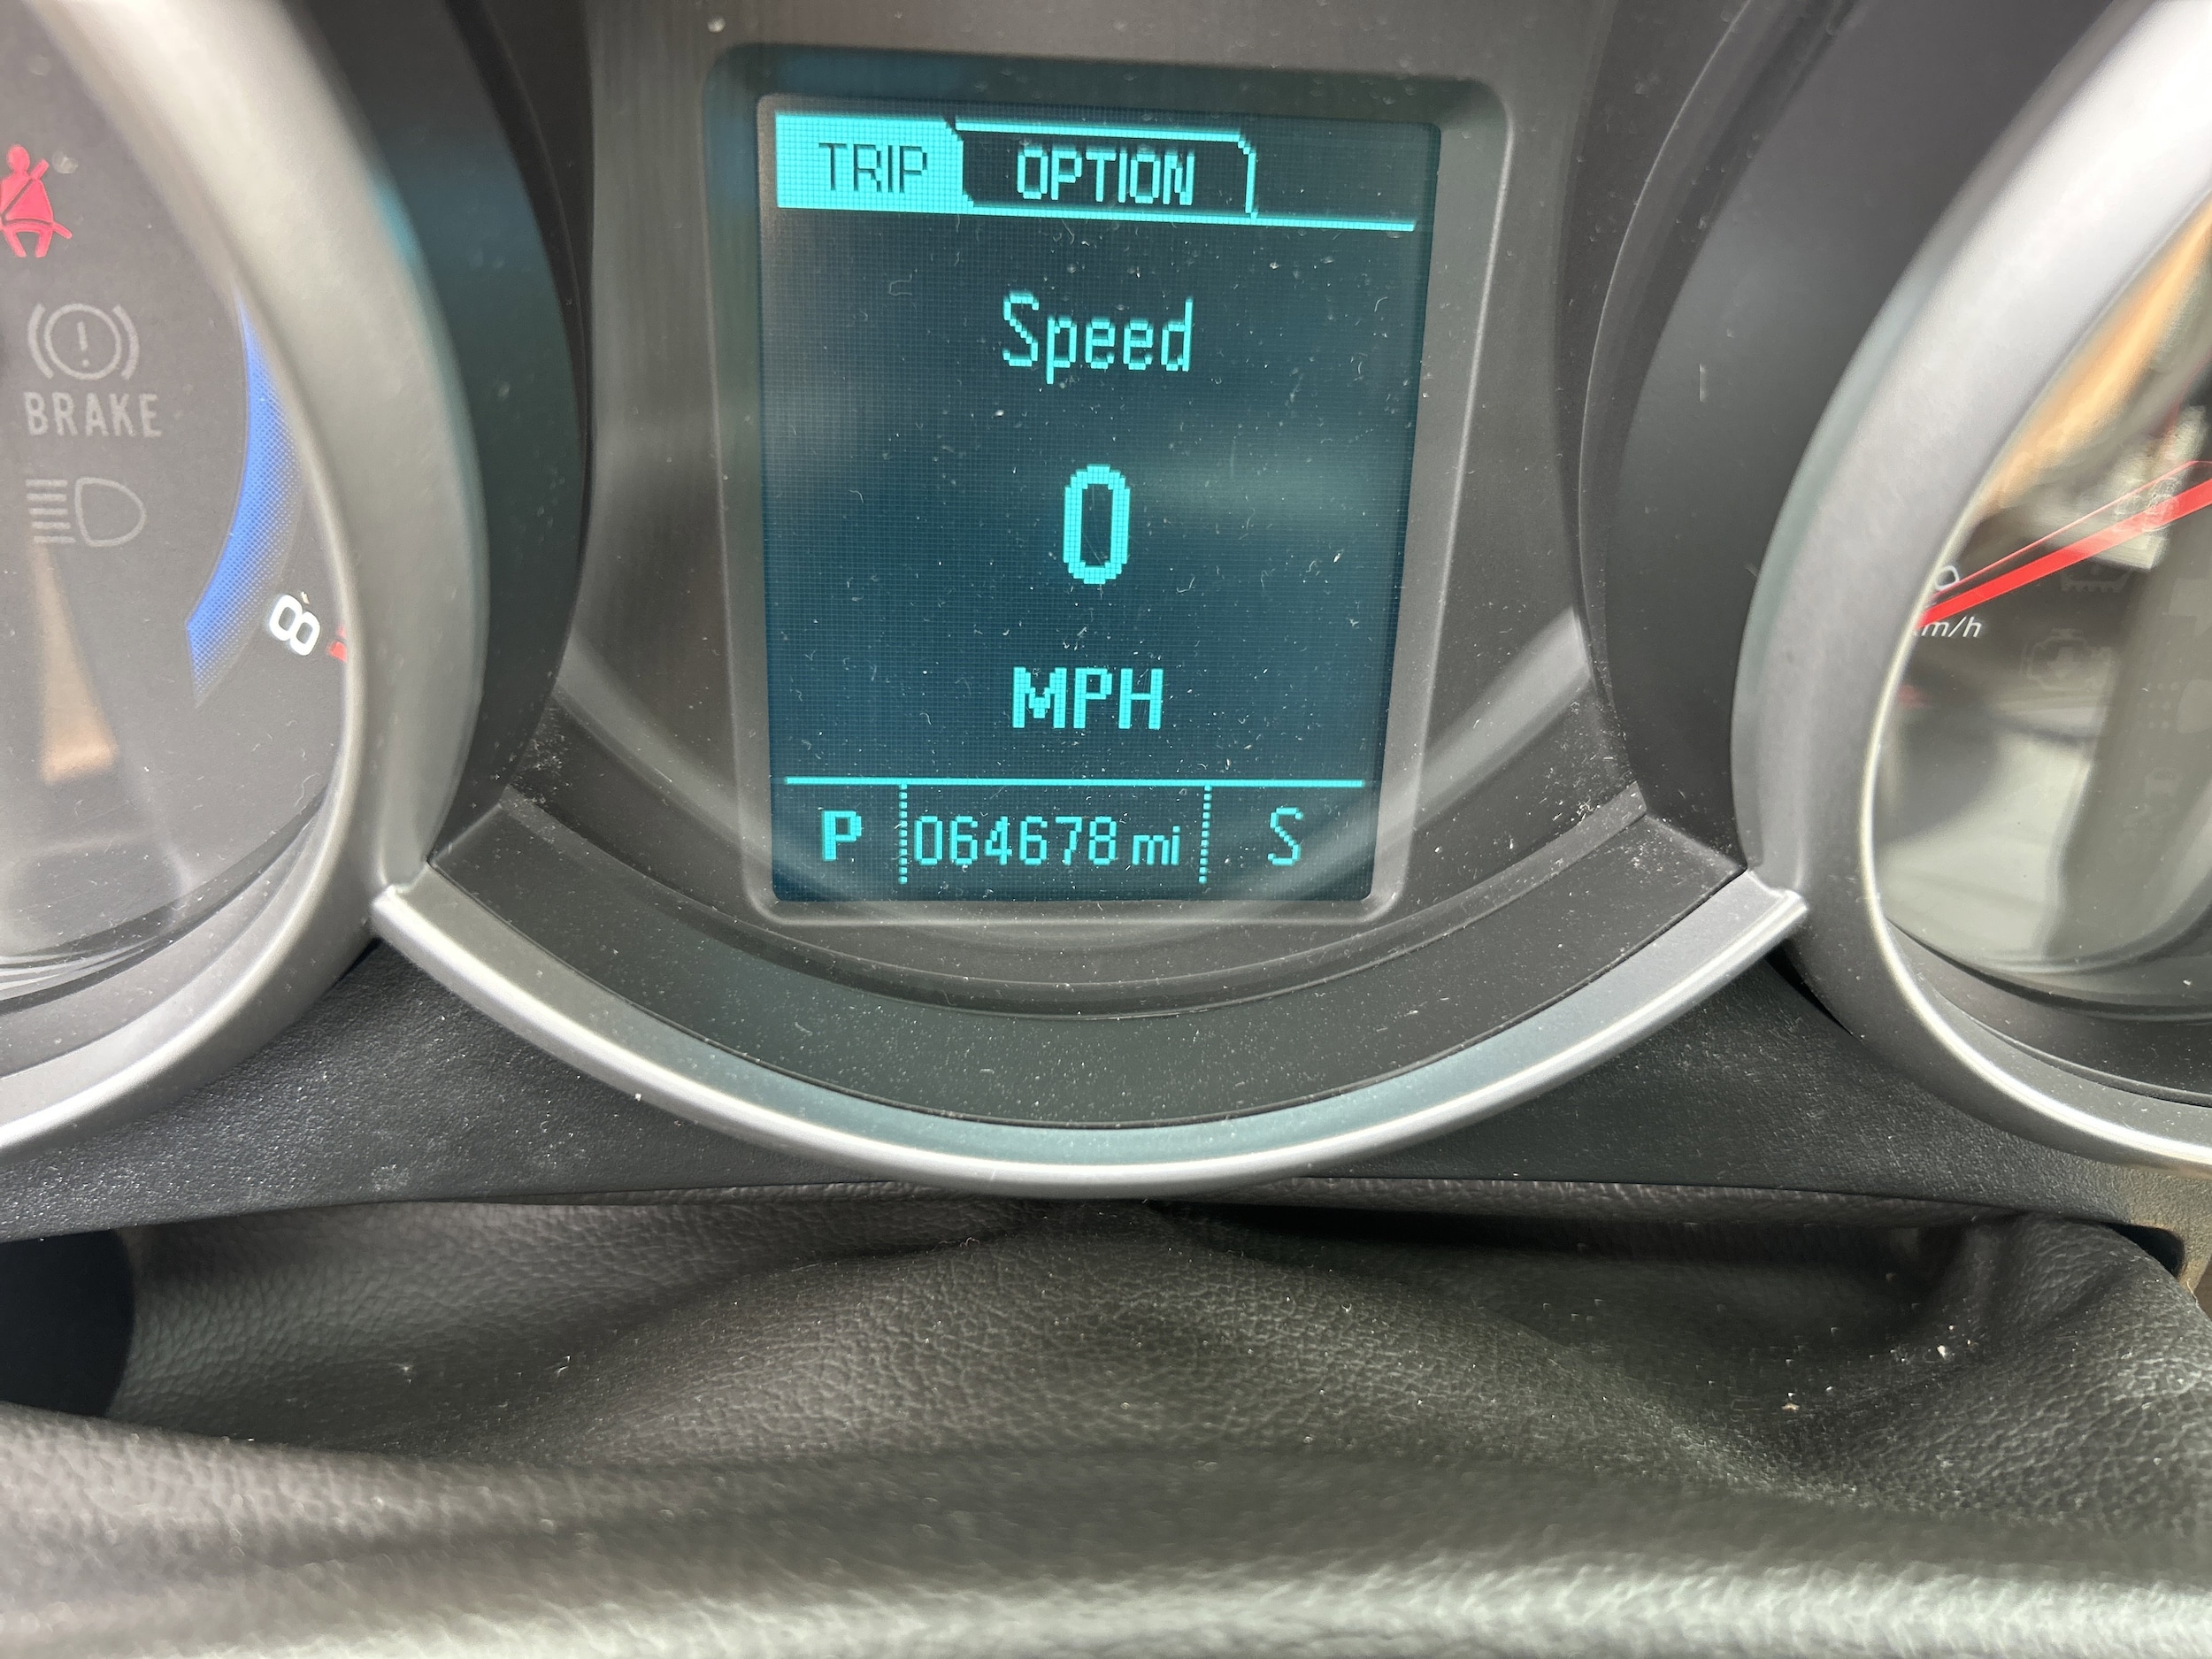 TRIP OPTION
Speed
0
MPH
P 064678 mi S
BRAKE
8